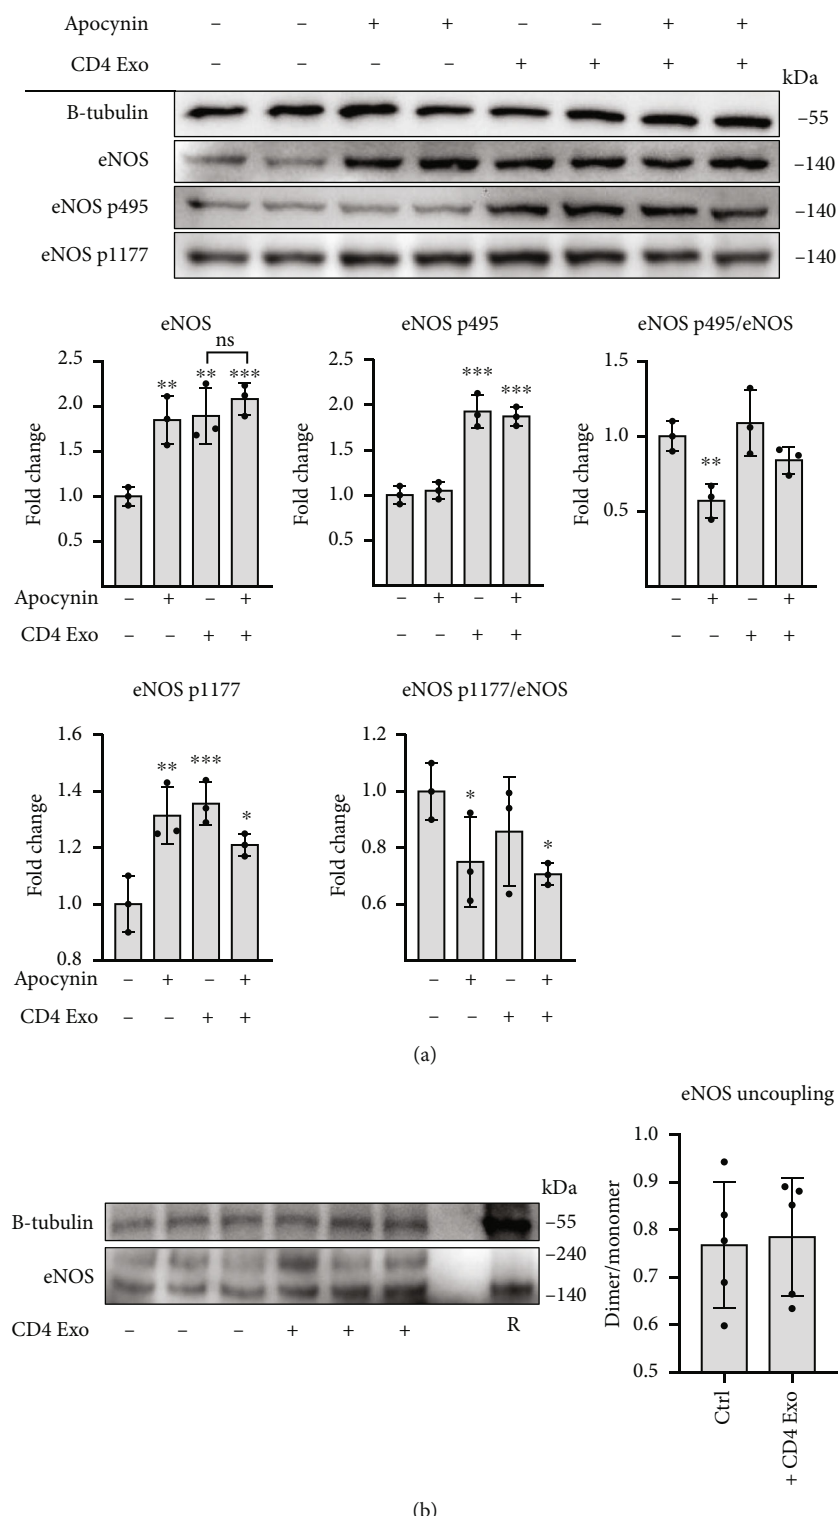 Apocynin – – + + – – + +
CD4 Exo – – – – + + + +
kDa
B-tubulin –55
eNOS –140
eNOS p495 –140
eNOS p1177 –140
eNOS
ns
** ** ***
2.5
2.0
1.5
1.0
0.5
Fold change
Apocynin – + – +
CD4 Exo – – + +
eNOS p495
*** ***
2.5
2.0
1.5
1.0
0.5
Fold change
– + – +
– – + +
eNOS p495/eNOS
**
1.5
1.0
0.5
Fold change
– + – +
– – + +
eNOS p1177
** *** *
1.6
1.4
1.2
1.0
0.8
Fold change
Apocynin – + – +
CD4 Exo – – + +
eNOS p1177/eNOS
* *
1.2
1.0
0.8
0.6
Fold change
– + – +
– – + +
(a)
kDa
B-tubulin –55
–240
eNOS
–140
CD4 Exo – – – + + + R
eNOS uncoupling
1.0
0.9
0.8
0.7
0.6
0.5
Dimer/monomer
Ctrl
+ CD4 Exo
(b)